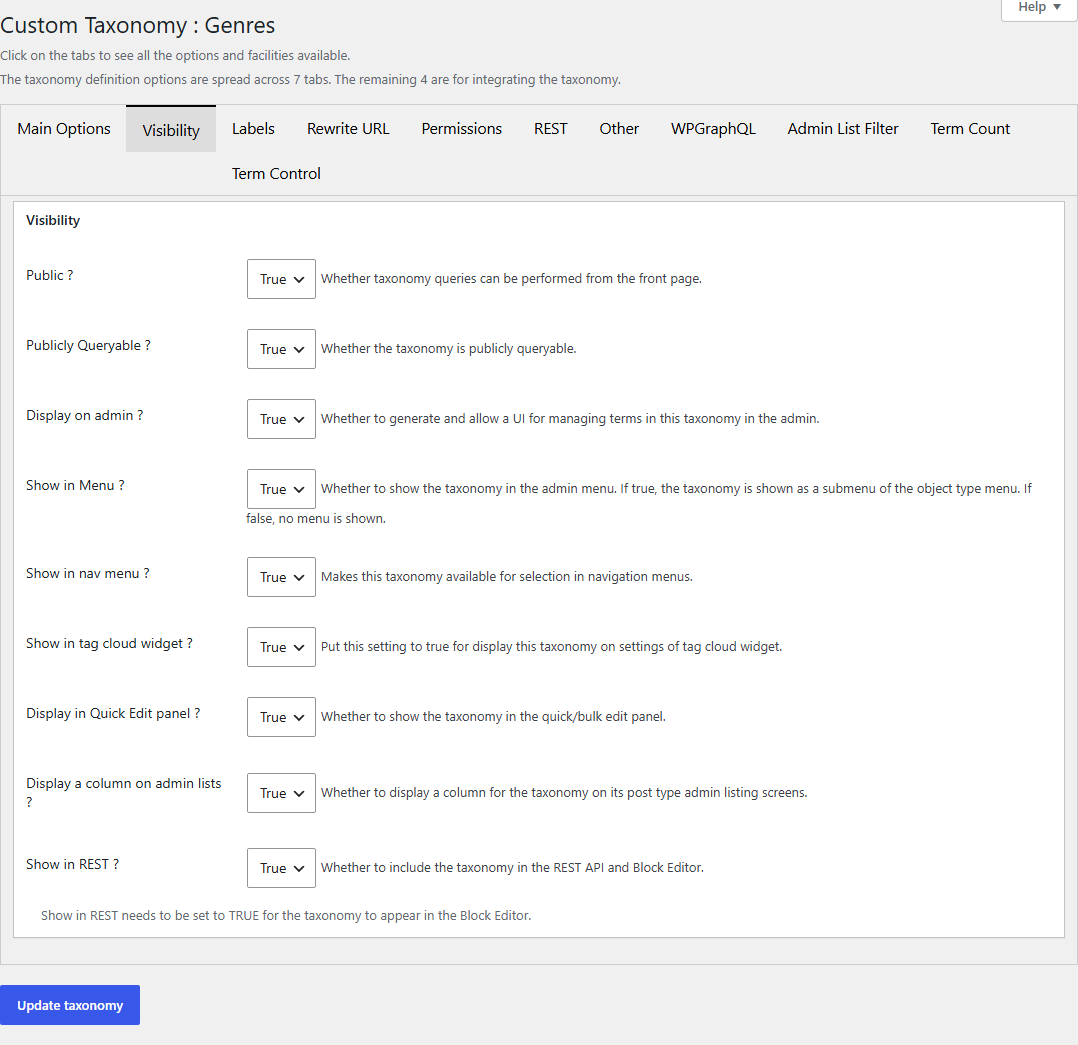 Help ▼
Custom Taxonomy : Genres
Click on the tabs to see all the options and facilities available.
The taxonomy definition options are spread across 7 tabs. The remaining 4 are for integrating the taxonomy.
Main Options Visibility Labels Rewrite URL Permissions REST Other WPGraphQL Admin List Filter Term Count
Term Control
Visibility
Public ? True Whether taxonomy queries can be performed from the front page.
Publicly Queryable ? True Whether the taxonomy is publicly queryable.
Display on admin ? True Whether to generate and allow a UI for managing terms in this taxonomy in the admin.
Show in Menu ? True Whether to show the taxonomy in the admin menu. If true, the taxonomy is shown as a submenu of the object type menu. If
false, no menu is shown.
Show in nav menu ? True Makes this taxonomy available for selection in navigation menus.
Show in tag cloud widget ? True Put this setting to true for display this taxonomy on settings of tag cloud widget.
Display in Quick Edit panel ? True Whether to show the taxonomy in the quick/bulk edit panel.
Display a column on admin lists
? True Whether to display a column for the taxonomy on its post type admin listing screens.
Show in REST ? True Whether to include the taxonomy in the REST API and Block Editor.
Show in REST needs to be set to TRUE for the taxonomy to appear in the Block Editor.
Update taxonomy